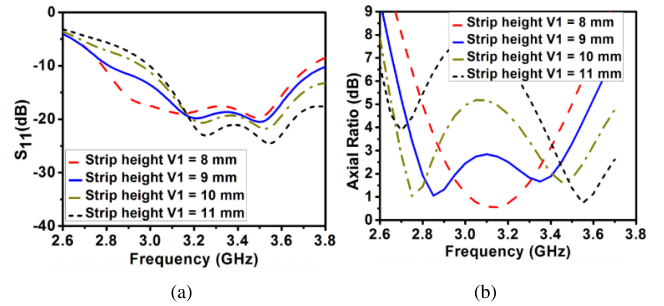 (a)
0
-10
-20
-30
-40
S11(dB)
Strip height V1 = 8 mm
Strip height V1 = 9 mm
Strip height V1 = 10 mm
Strip height V1 = 11 mm
2.6 2.8 3.0 3.2 3.4 3.6 3.8
Frequency (GHz)
(a)
9
8
7
6
5
4
3
2
1
0
Axial Ratio (dB)
Strip height V1 = 8 mm
Strip height V1 = 9 mm
Strip height V1 = 10 mm
Strip height V1 = 11 mm
2.6 2.8 3.0 3.2 3.4 3.6 3.8
Frequency (GHz)
(b)
(b)